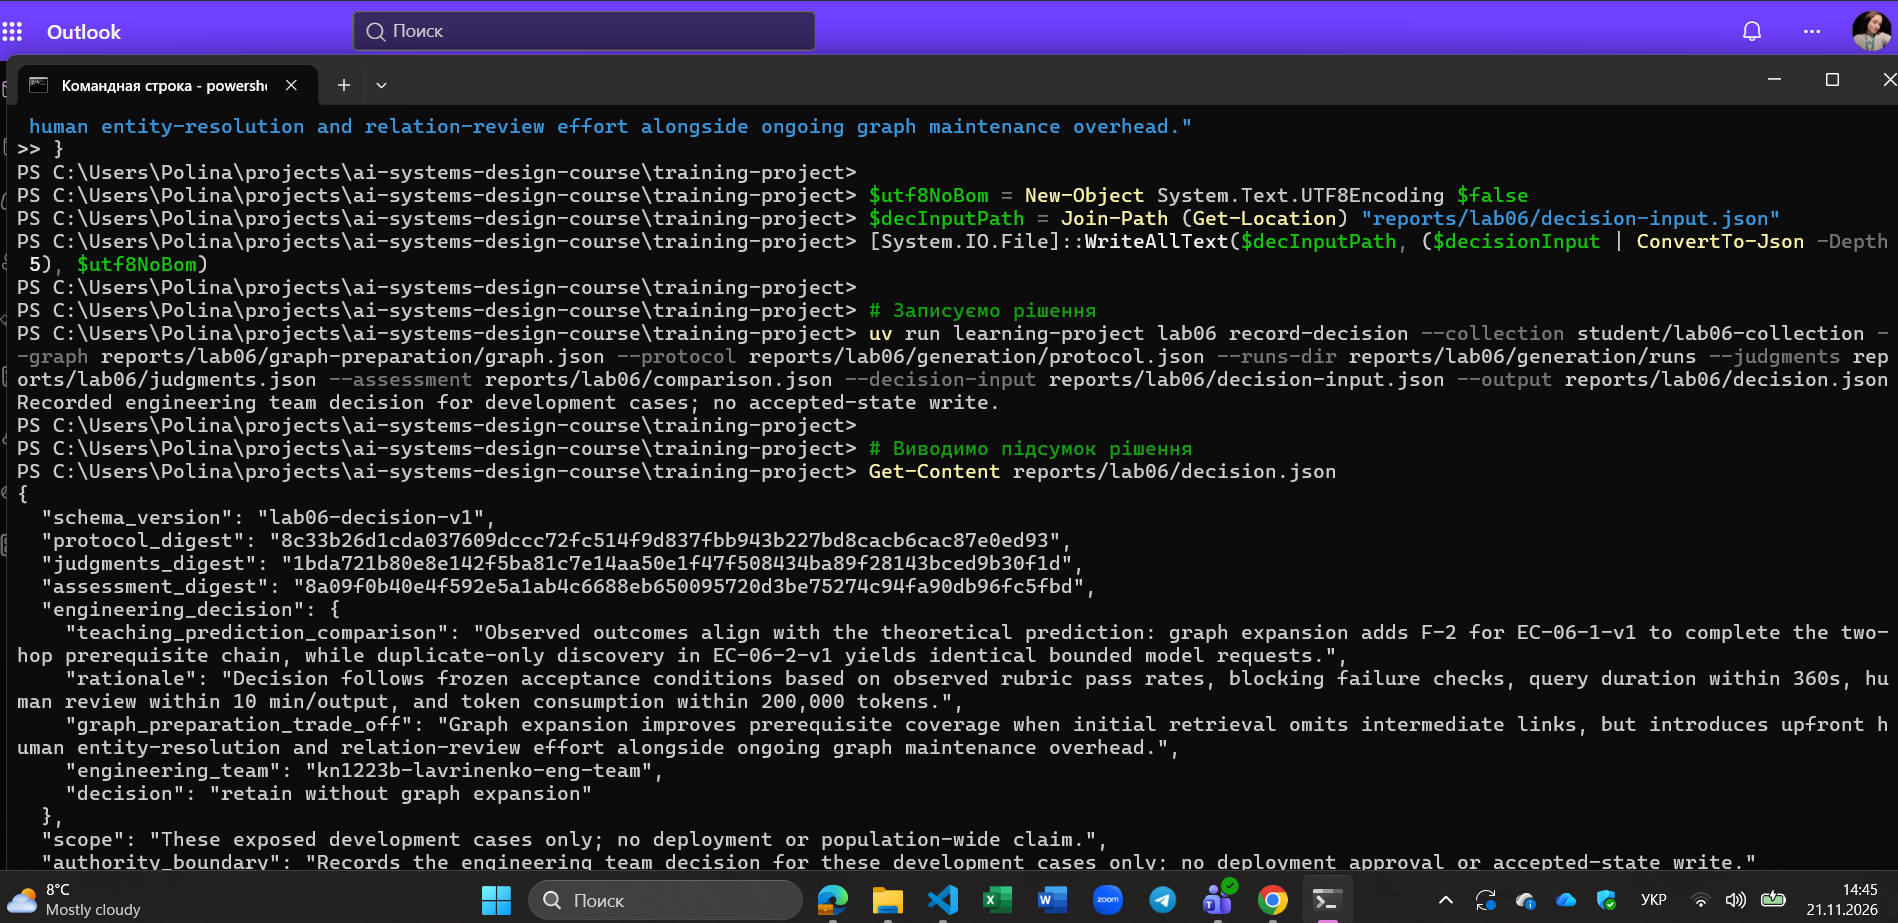 Outlook
Поиск
Командная строка - powersh
human entity-resolution and relation-review effort alongside ongoing graph maintenance overhead."
>> }
PS C:\Users\Polina\projects\ai-systems-design-course\training-project>
PS C:\Users\Polina\projects\ai-systems-design-course\training-project> $utf8NoBom = New-Object System.Text.UTF8Encoding $false
PS C:\Users\Polina\projects\ai-systems-design-course\training-project> $decInputPath = Join-Path (Get-Location) "reports/lab06/decision-input.json"
PS C:\Users\Polina\projects\ai-systems-design-course\training-project> [System.IO.File]::WriteAllText($decInputPath, ($decisionInput | ConvertTo-Json -Depth
5), $utf8NoBom)
PS C:\Users\Polina\projects\ai-systems-design-course\training-project>
PS C:\Users\Polina\projects\ai-systems-design-course\training-project> # Записуємо рішення
PS C:\Users\Polina\projects\ai-systems-design-course\training-project> uv run learning-project lab06 record-decision --collection student/lab06-collection -
-graph reports/lab06/graph-preparation/graph.json --protocol reports/lab06/generation/protocol.json --runs-dir reports/lab06/generation/runs --judgments rep
orts/lab06/judgments.json --assessment reports/lab06/comparison.json --decision-input reports/lab06/decision-input.json --output reports/lab06/decision.json
Recorded engineering team decision for development cases; no accepted-state write.
PS C:\Users\Polina\projects\ai-systems-design-course\training-project>
PS C:\Users\Polina\projects\ai-systems-design-course\training-project> # Виводимо підсумок рішення
PS C:\Users\Polina\projects\ai-systems-design-course\training-project> Get-Content reports/lab06/decision.json
{
"schema_version": "lab06-decision-v1",
"protocol_digest": "8c33b26d1cda037609dccc72fc514f9d837fbb943b227bd8cacb6cac87e0ed93",
"judgments_digest": "1bda721b80e8e142f5ba81c7e14aa50e1f47f508434ba89f28143bced9b30f1d",
"assessment_digest": "8a09f0b40e4f592e5a1ab4c6688eb650095720d3be75274c94fa90db96fc5fbd",
"engineering_decision": {
"teaching_prediction_comparison": "Observed outcomes align with the theoretical prediction: graph expansion adds F-2 for EC-06-1-v1 to complete the two-
hop prerequisite chain, while duplicate-only discovery in EC-06-2-v1 yields identical bounded model requests.",
"rationale": "Decision follows frozen acceptance conditions based on observed rubric pass rates, blocking failure checks, query duration within 360s, hu
man review within 10 min/output, and token consumption within 200,000 tokens.",
"graph_preparation_trade_off": "Graph expansion improves prerequisite coverage when initial retrieval omits intermediate links, but introduces upfront h
uman entity-resolution and relation-review effort alongside ongoing graph maintenance overhead.",
"engineering_team": "kn1223b-lavrinenko-eng-team",
"decision": "retain without graph expansion"
},
"scope": "These exposed development cases only; no deployment or population-wide claim.",
"authority_boundary": "Records the engineering team decision for these development cases only; no deployment approval or accepted-state write."
8°C
Mostly cloudy
Поиск
zoom
УКР
14:45
21.11.2026